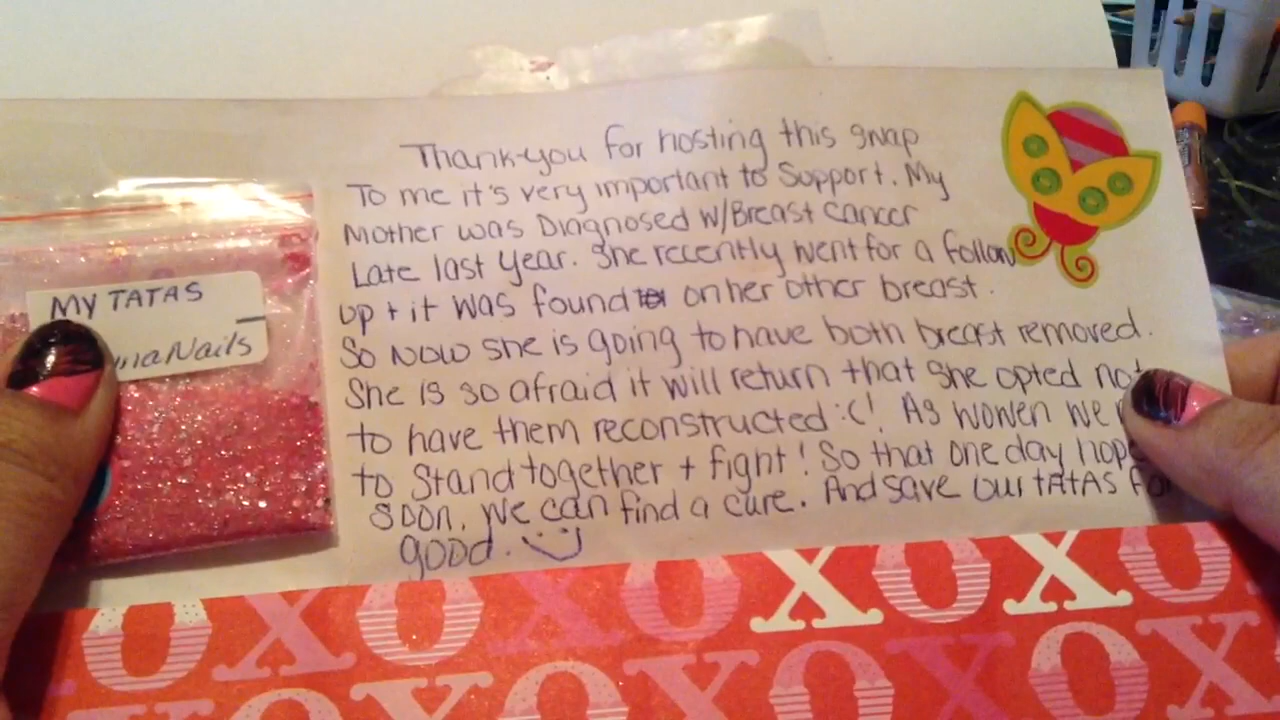 Thank-you for hosting this swap
To me it's very important to Support. My
Mother was Diagnosed w/Breast cancer
Late last year. She recently went for a follow
up + it was found on her other breast.
So Now she is going to have both breast removed.
She is so afraid it will return that she opted not
to have them reconstructed :(! As women we
to Stand together + fight! So that one day hope
soon, we can find a cure. And save our tATAS for
good. :)
MY TATAS
Nails
XOXOXOXOXO
XOXOXOX